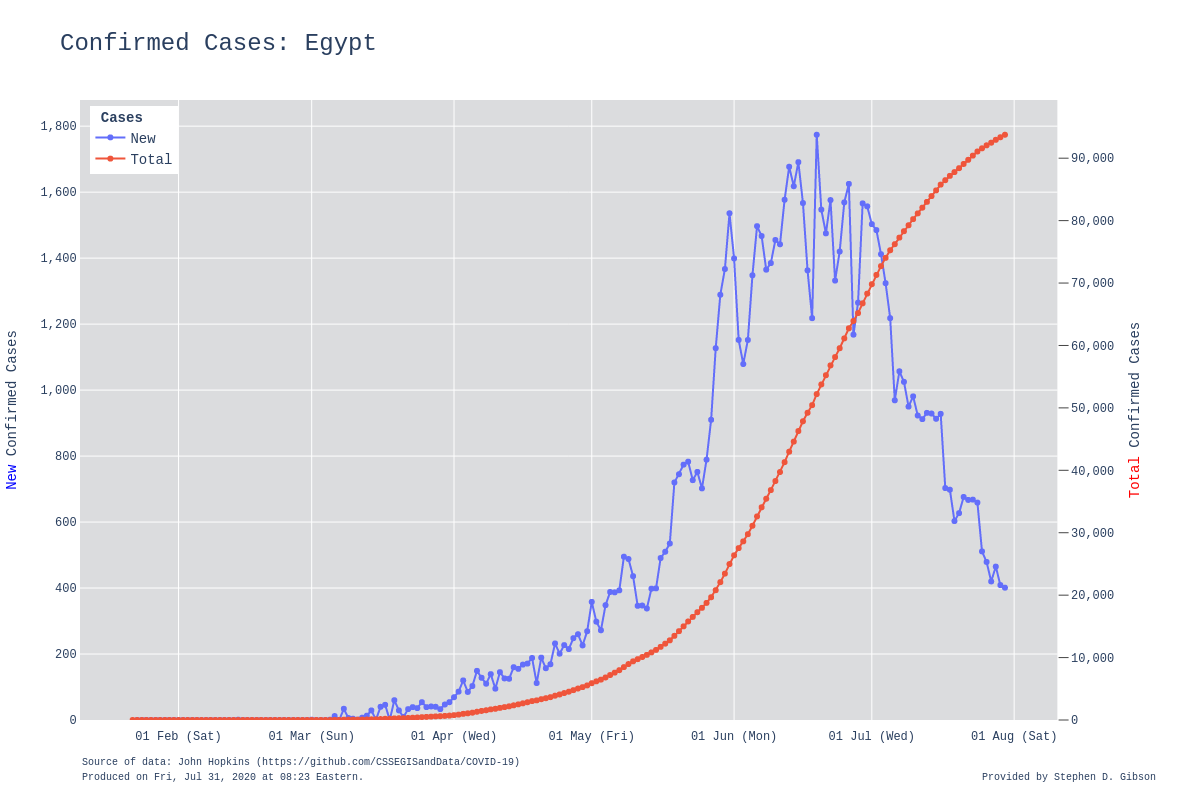 Confirmed Cases: Egypt
Cases
New
Total
1,800
1,600
1,400
1,200
1,000
800
600
400
200
0
New Confirmed Cases
90,000
80,000
70,000
60,000
50,000
40,000
30,000
20,000
10,000
0
Total Confirmed Cases
01 Feb (Sat) 01 Mar (Sun) 01 Apr (Wed) 01 May (Fri) 01 Jun (Mon) 01 Jul (Wed) 01 Aug (Sat)
Source of data: John Hopkins (https://github.com/CSSEGISandData/COVID-19)
Produced on Fri, Jul 31, 2020 at 08:23 Eastern.
Provided by Stephen D. Gibson